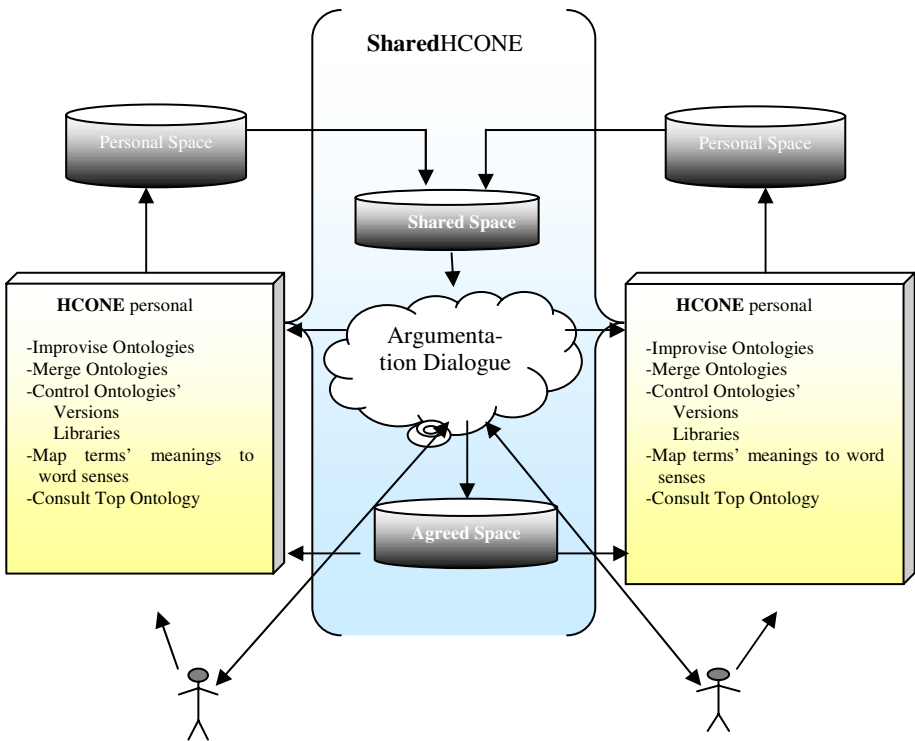 SharedHCONE
Personal Space
Personal Space
Shared Space
HCONE personal
-Improvise Ontologies
-Merge Ontologies
-Control Ontologies’
Versions
Libraries
-Map terms’ meanings to
word senses
-Consult Top Ontology
Argumenta-
tion Dialogue
HCONE personal
-Improvise Ontologies
-Merge Ontologies
-Control Ontologies’
Versions
Libraries
-Map terms’ meanings to word
senses
-Consult Top Ontology
Agreed Space